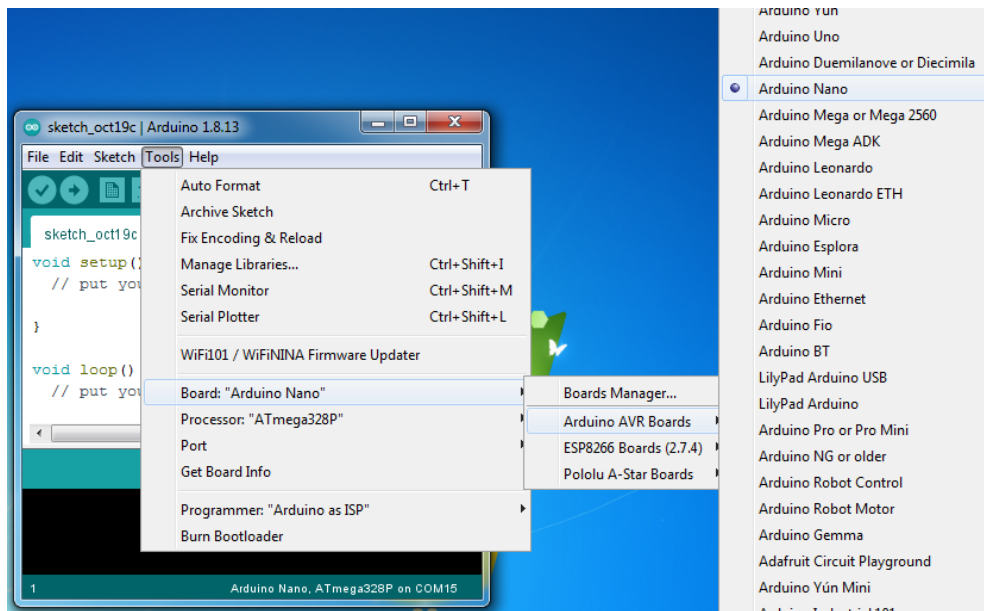 sketch_oct19c | Arduino 1.8.13
File Edit Sketch Tools Help
sketch_oct19c
void setup()
// put you
}
void loop()
// put you
1
Arduino Nano, ATmega328P on COM15
Auto Format Ctrl+T
Archive Sketch
Fix Encoding & Reload
Manage Libraries... Ctrl+Shift+I
Serial Monitor Ctrl+Shift+M
Serial Plotter Ctrl+Shift+L
WiFi101 / WiFiNINA Firmware Updater
Board: "Arduino Nano"
Processor: "ATmega328P"
Port
Get Board Info
Programmer: "Arduino as ISP"
Burn Bootloader
Boards Manager...
Arduino AVR Boards
ESP8266 Boards (2.7.4)
Pololu A-Star Boards
Arduino Yún
Arduino Uno
Arduino Duemilanove or Diecimila
Arduino Nano
Arduino Mega or Mega 2560
Arduino Mega ADK
Arduino Leonardo
Arduino Leonardo ETH
Arduino Micro
Arduino Esplora
Arduino Mini
Arduino Ethernet
Arduino Fio
Arduino BT
LilyPad Arduino USB
LilyPad Arduino
Arduino Pro or Pro Mini
Arduino NG or older
Arduino Robot Control
Arduino Robot Motor
Arduino Gemma
Adafruit Circuit Playground
Arduino Yún Mini
Arduino Industrial 101